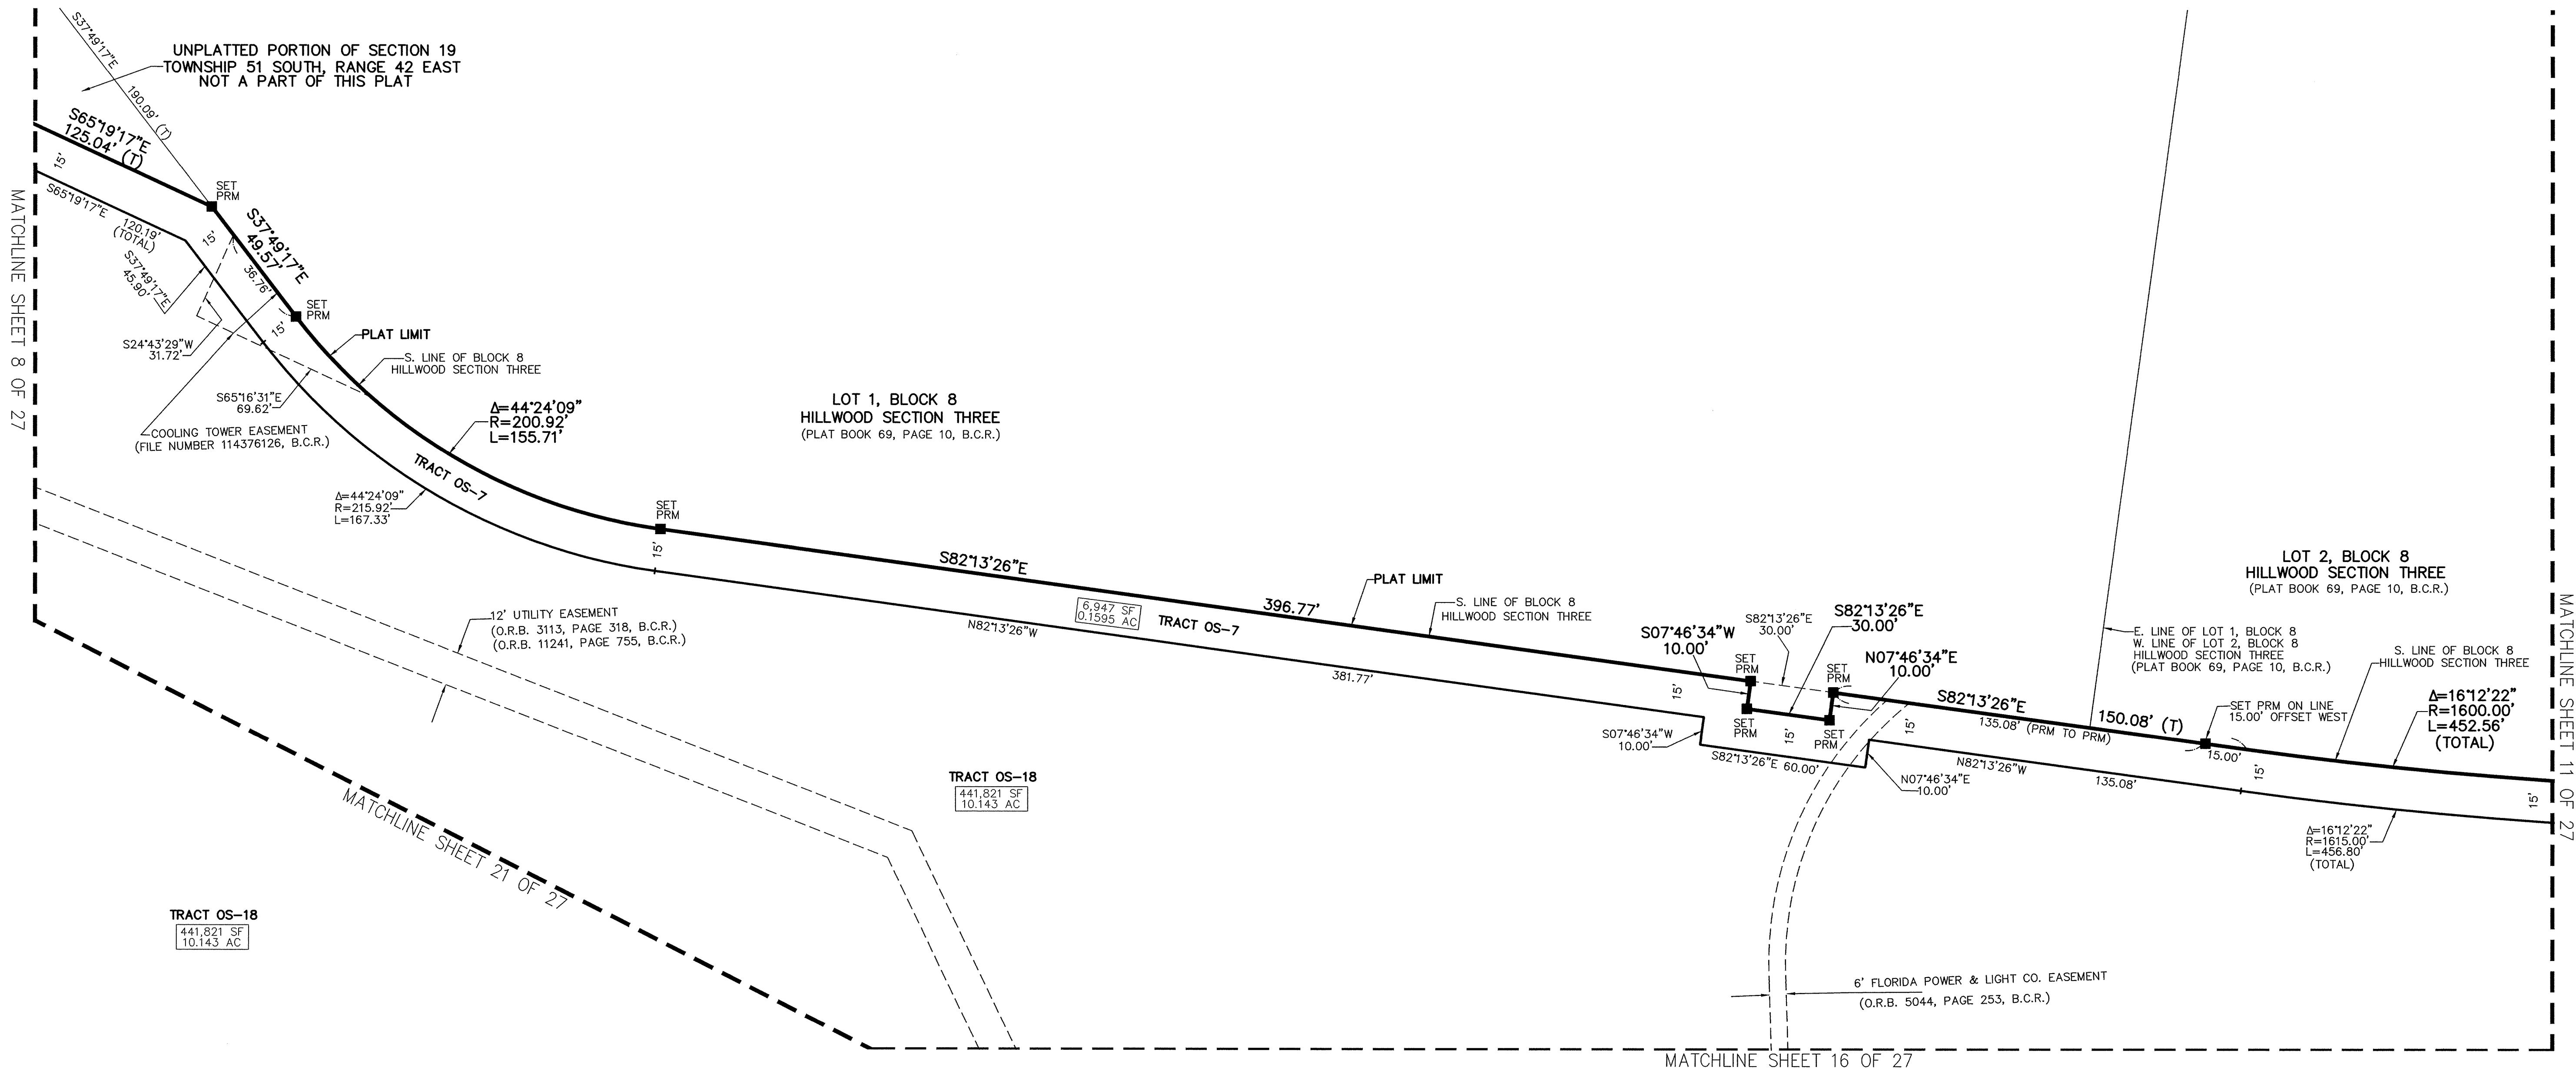 S37°49'17"E
190.09' (T)
UNPLATTED PORTION OF SECTION 19
TOWNSHIP 51 SOUTH, RANGE 42 EAST
NOT A PART OF THIS PLAT
S65°19'17"E
125.04' (T)
15'
S65°19'17"E
120.19'
(TOTAL)
SET
PRM
15'
S37°49'17"E
49.57'
36.76'
S37°49'17"E
45.90'
SET
PRM
15'
S24°43'29"W
31.72'
S65°16'31"E
69.62'
COOLING TOWER EASEMENT
(FILE NUMBER 114376126, B.C.R.)
PLAT LIMIT
S. LINE OF BLOCK 8
HILLWOOD SECTION THREE
Δ=44°24'09"
R=200.92'
L=155.71'
TRACT OS-7
Δ=44°24'09"
R=215.92'
L=167.33'
SET
PRM
15'
LOT 1, BLOCK 8
HILLWOOD SECTION THREE
(PLAT BOOK 69, PAGE 10, B.C.R.)
MATCHLINE SHEET 8 OF 27
12' UTILITY EASEMENT
(O.R.B. 3113, PAGE 318, B.C.R.)
(O.R.B. 11241, PAGE 755, B.C.R.)
S82°13'26"E
396.77'
6,947 SF
0.1595 AC
TRACT OS-7
N82°13'26"W
381.77'
PLAT LIMIT
S. LINE OF BLOCK 8
HILLWOOD SECTION THREE
S07°46'34"W
10.00'
SET
PRM
S82°13'26"E
30.00'
S82°13'26"E
30.00'
SET
PRM
N07°46'34"E
10.00'
15'
SET
PRM
15'
SET
PRM
15'
S07°46'34"W
10.00'
S82°13'26"E 60.00'
N07°46'34"E
10.00'
S82°13'26"E
150.08' (T)
135.08' (PRM TO PRM)
N82°13'26"W
135.08'
LOT 2, BLOCK 8
HILLWOOD SECTION THREE
(PLAT BOOK 69, PAGE 10, B.C.R.)
E. LINE OF LOT 1, BLOCK 8
W. LINE OF LOT 2, BLOCK 8
HILLWOOD SECTION THREE
(PLAT BOOK 69, PAGE 10, B.C.R.)
S. LINE OF BLOCK 8
HILLWOOD SECTION THREE
SET PRM ON LINE
15.00' OFFSET WEST
15.00'
15'
Δ=16°12'22"
R=1600.00'
L=452.56'
(TOTAL)
15'
Δ=16°12'22"
R=1615.00'
L=456.80'
(TOTAL)
MATCHLINE SHEET 11 OF 27
TRACT OS-18
441,821 SF
10.143 AC
MATCHLINE SHEET 21 OF 27
TRACT OS-18
441,821 SF
10.143 AC
6' FLORIDA POWER & LIGHT CO. EASEMENT
(O.R.B. 5044, PAGE 253, B.C.R.)
MATCHLINE SHEET 16 OF 27